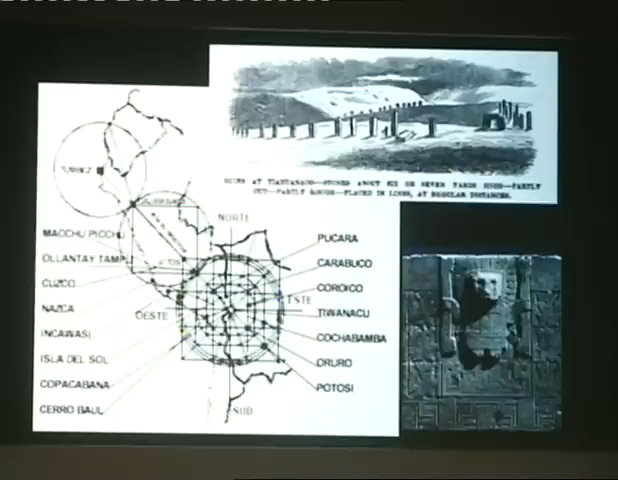 RUINS AT TIAHUANACO—STONES ABOUT SIX OR SEVEN YARDS HIGH—PARTLY
CUT—PARTLY ROUGH—PLACED IN LINES, AT REGULAR DISTANCES.
TUMBEZ
NORTE
MACCHU PICCHU
OLLANTAY TAMP
CUZCO
NAZCA
OESTE
INCAWASI
ISLA DEL SOL
COPACABANA
CERRO BAUL
PUCARA
CARABUCO
COROICO
ESTE
TIWANACU
COCHABAMBA
ORURO
POTOSI
SUD